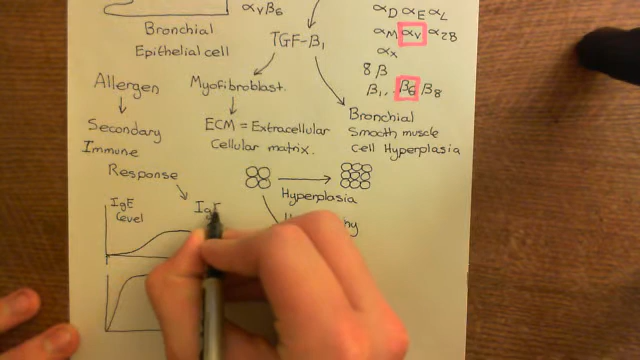 Bronchial
Epithelial cell
αvβ6
TGF-β1
αD αE αL
αM αv α2B
αx
8 β
β1... β6 β8
Allergen
Secondary
Immune
Response
Myofibroblast
ECM = Extracellular
Cellular matrix.
Bronchial
Smooth muscle
Cell Hyperplasia
Hyperplasia
IgE
level